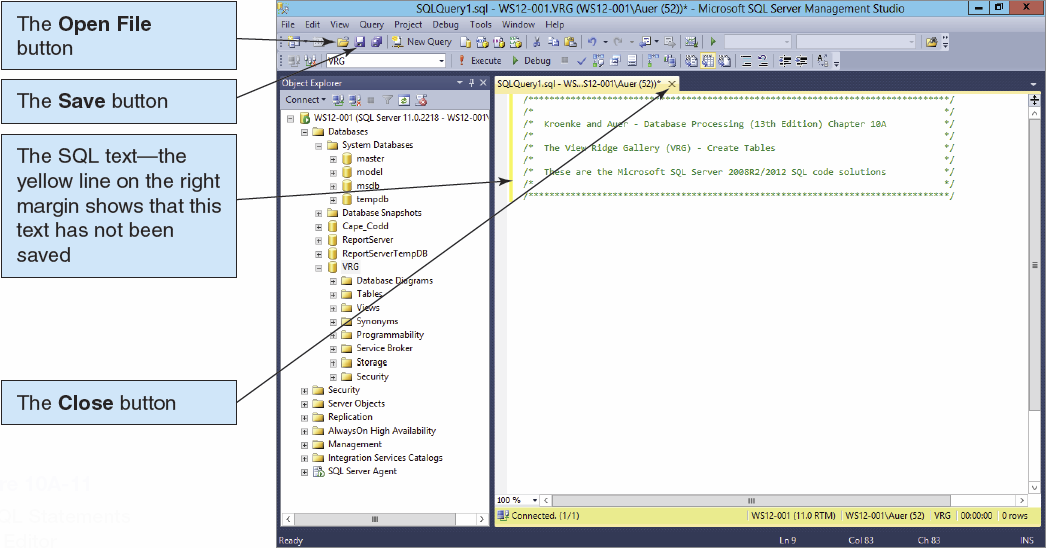 SQLQuery1.sql - WS12-001.VRG (WS12-001\Auer (52))* - Microsoft SQL Server Management Studio
File Edit View Query Project Debug Tools Window Help
New Query
VRG
Execute Debug
The Open File
button
The Save button
The SQL text—the
yellow line on the right
margin shows that this
text has not been
saved
The Close button
Object Explorer
Connect
WS12-001 (SQL Server 11.0.2218 - WS12-001\
Databases
System Databases
master
model
msdb
tempdb
Database Snapshots
Cape_Codd
ReportServer
ReportServerTempDB
VRG
Database Diagrams
Tables
Views
Synonyms
Programmability
Service Broker
Storage
Security
Security
Server Objects
Replication
AlwaysOn High Availability
Management
Integration Services Catalogs
SQL Server Agent
SQLQuery1.sql - WS...S12-001\Auer (52))*
/********************************************************************************/
/* */
/* Kroenke and Auer - Database Processing (13th Edition) Chapter 10A */
/* */
/* The View Ridge Gallery (VRG) - Create Tables */
/* */
/* These are the Microsoft SQL Server 2008R2/2012 SQL code solutions */
/* */
/********************************************************************************/
100 %
Connected. (1/1) WS12-001 (11.0 RTM) WS12-001\Auer (52) VRG 00:00:00 0 rows
Ready Ln 9 Col 83 Ch 83 INS